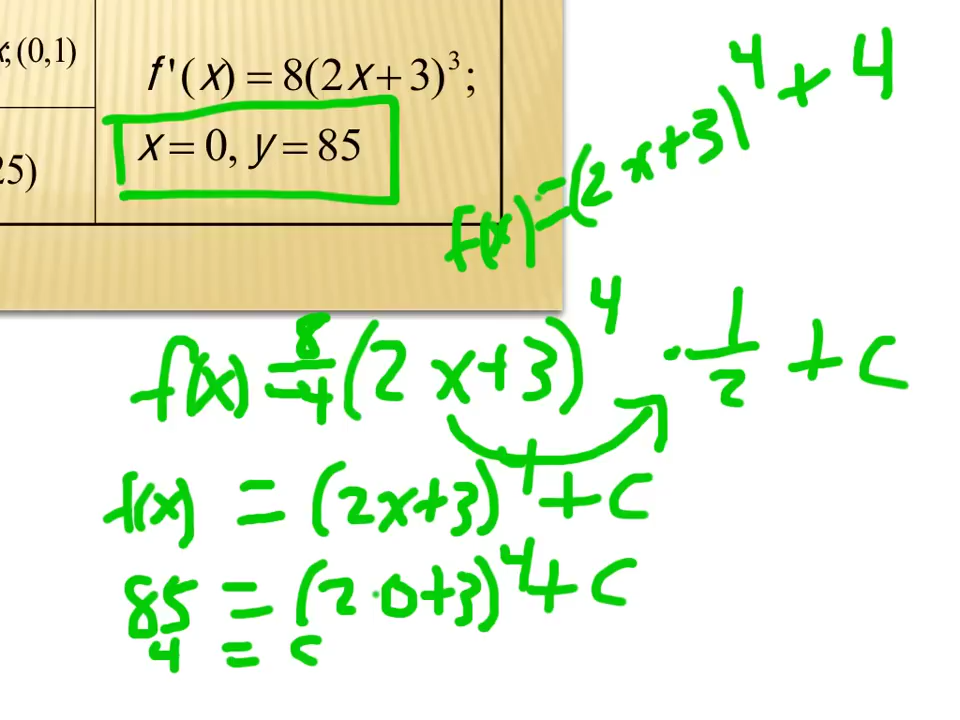 x; (0,1)
25)
f'(x) = 8(2x+3)³;
x = 0, y = 85
f(x) = (2x+3)⁴ + 4
f(x) = 8/4 (2x+3)⁴ · 1/2 + C
f(x) = (2x+3)⁴ + C
85 = (2·0+3)⁴ + C
4 = C